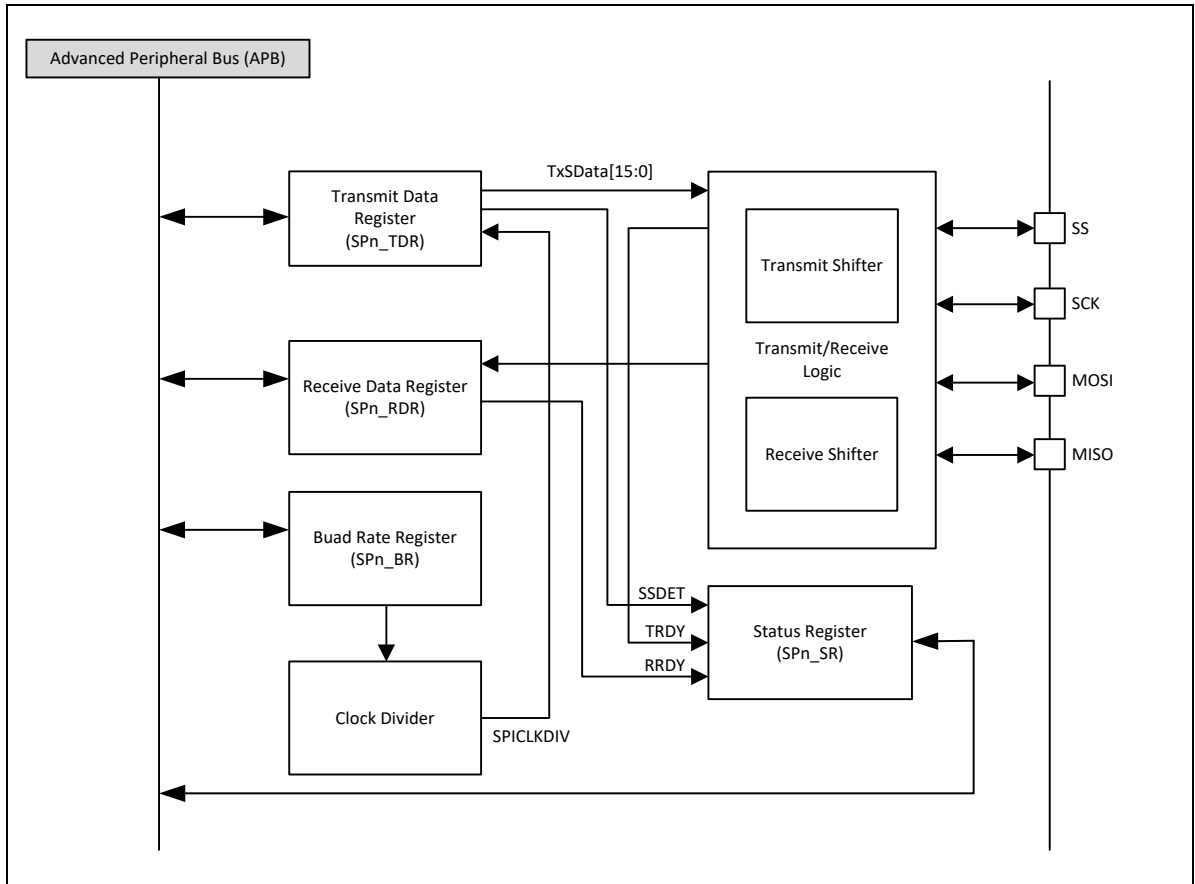 Advanced Peripheral Bus (APB)
TxSData[15:0]
Transmit Data
Register
(SPn_TDR)
SS
Transmit Shifter
SCK
Transmit/Receive
Logic
Receive Data Register
(SPn_RDR)
MOSI
Receive Shifter
MISO
Buad Rate Register
(SPn_BR)
SSDET
TRDY
RRDY
Status Register
(SPn_SR)
Clock Divider
SPICLKDIV